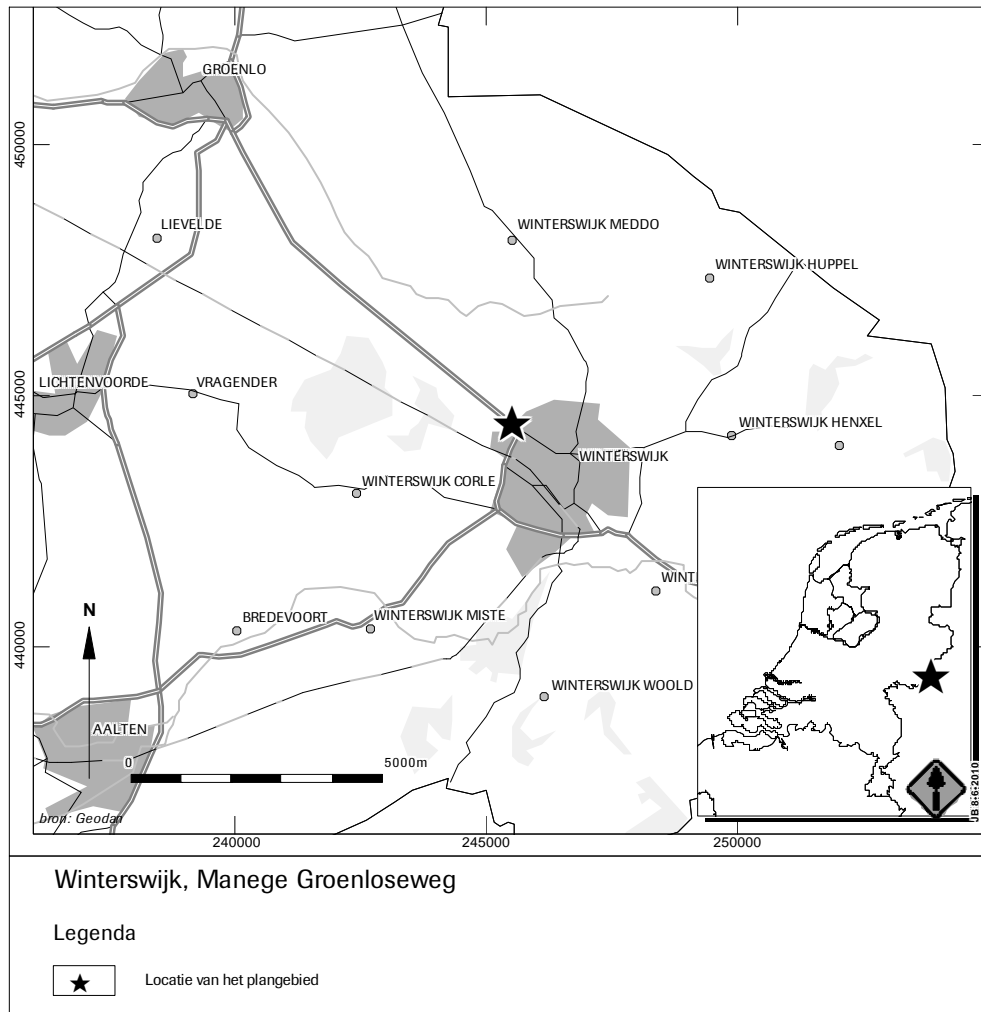 GROENLO
450000
LIEVELDE
WINTERSWIJK MEDDO
WINTERSWIJK HUPPEL
445000
LICHTENVOORDE
VRAGENDER
WINTERSWIJK HENXEL
WINTERSWIJK
WINTERSWIJK CORLE
WINT
N
BREDEVOORT
WINTERSWIJK MISTE
440000
WINTERSWIJK WOOLD
AALTEN
0
5000m
JB 8-6-2010
bron: Geodan
240000
245000
250000
Winterswijk, Manege Groenloseweg
Legenda
Locatie van het plangebied